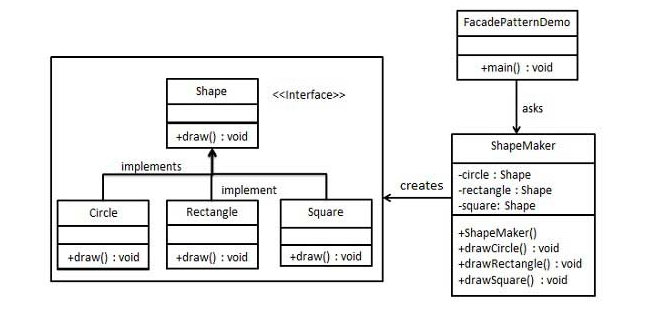 FacadePatternDemo
+main() : void
asks
Shape
<<Interface>>
+draw() : void
implements
implement
Circle
+draw() : void
Rectangle
+draw() : void
Square
+draw() : void
creates
ShapeMaker
-circle : Shape
-rectangle : Shape
-square: Shape
+ShapeMaker()
+drawCircle() : void
+drawRectangle() : void
+drawSquare() : void